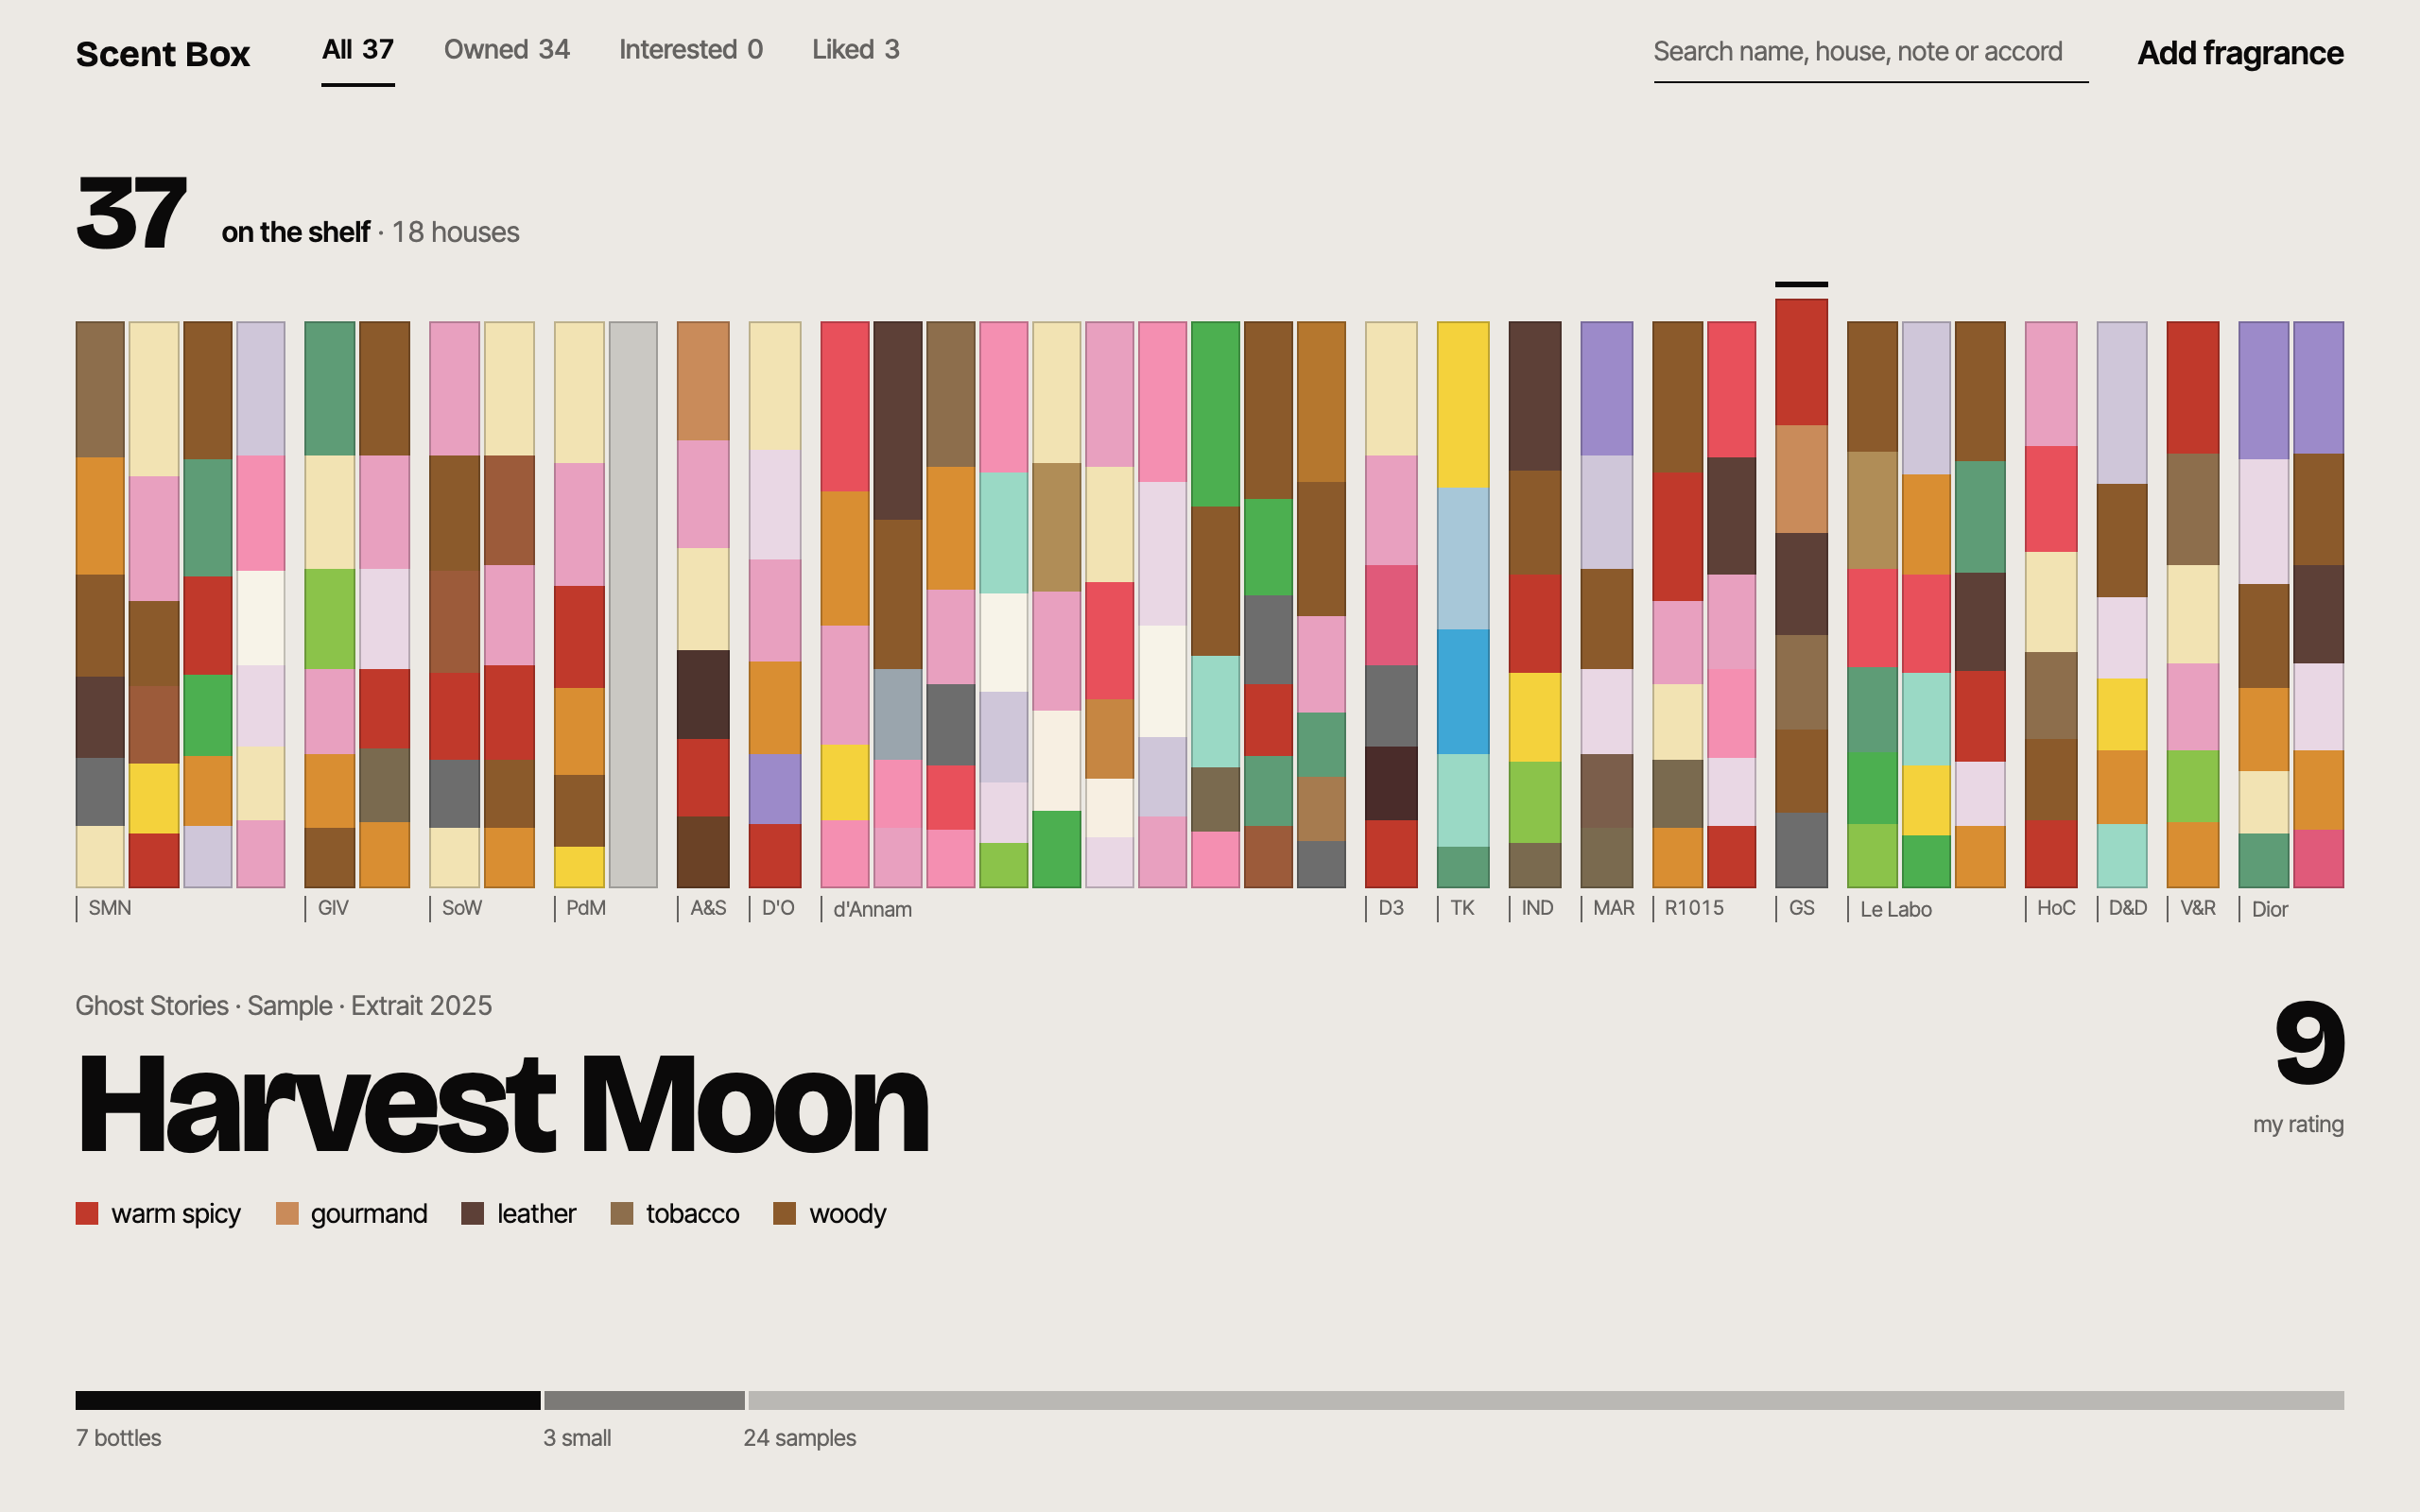 Scent Box All 37 Owned 34 Interested 0 Liked 3 Search name, house, note or accord Add fragrance
37 on the shelf · 18 houses
SMN GIV SoW PdM A&S D'O d'Annam D3 TK IND MAR R1015 GS Le Labo HoC D&D V&R Dior
Ghost Stories · Sample · Extrait 2025
Harvest Moon
9
my rating
warm spicy gourmand leather tobacco woody
7 bottles 3 small 24 samples